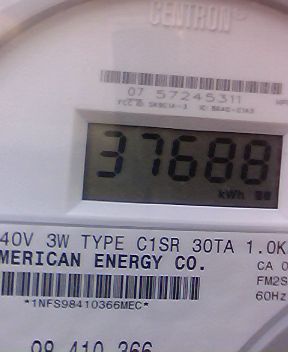 CENTRON
07 57245311
37688
kWh
40V 3W TYPE C1SR 30TA 1.0K
MERICAN ENERGY CO.
CA 0
FM2S
*1NFS98410366MEC*
60Hz
98 410 366